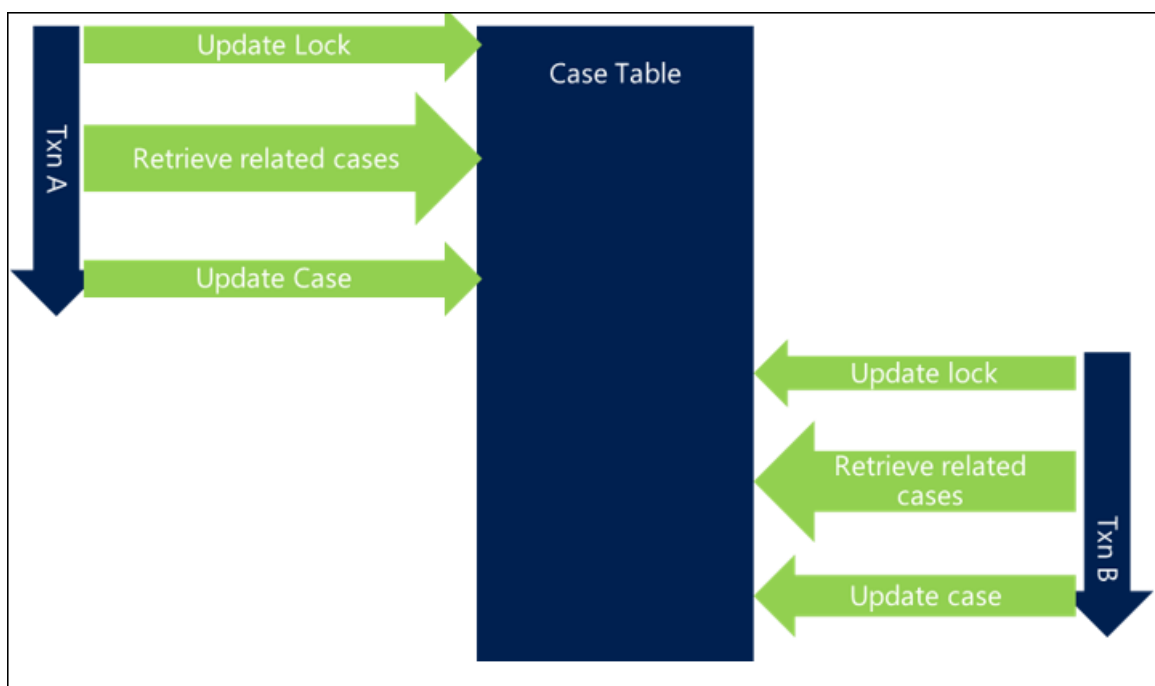 Update Lock
Case Table
Txn A
Retrieve related cases
Update Case
Update lock
Retrieve related
cases
Txn B
Update case